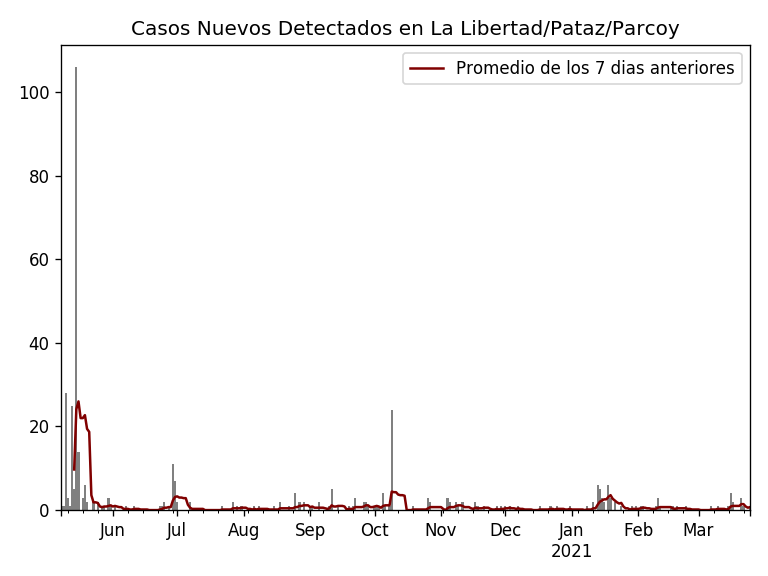 Casos Nuevos Detectados en La Libertad/Pataz/Parcoy
Promedio de los 7 dias anteriores
100
80
60
40
20
0
Jun Jul Aug Sep Oct Nov Dec Jan Feb Mar
2021